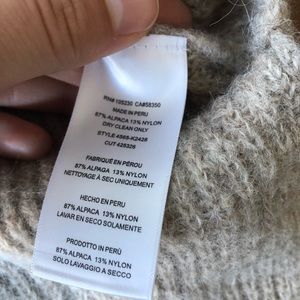 RN# 105230 CA#58350
MADE IN PERU
87% ALPACA 13% NYLON
DRY CLEAN ONLY
STYLE 4565-K2428
CUT 428326
FABRIQUÉ EN PÉROU
87% ALPAGA 13% NYLON
NETTOYAGE À SEC UNIQUEMENT
HECHO EN PERU
87% ALPACA 13% NYLON
LAVAR EN SECO SOLAMENTE
PRODOTTO IN PERÙ
87% ALPACA 13% NYLON
SOLO LAVAGGIO A SECCO